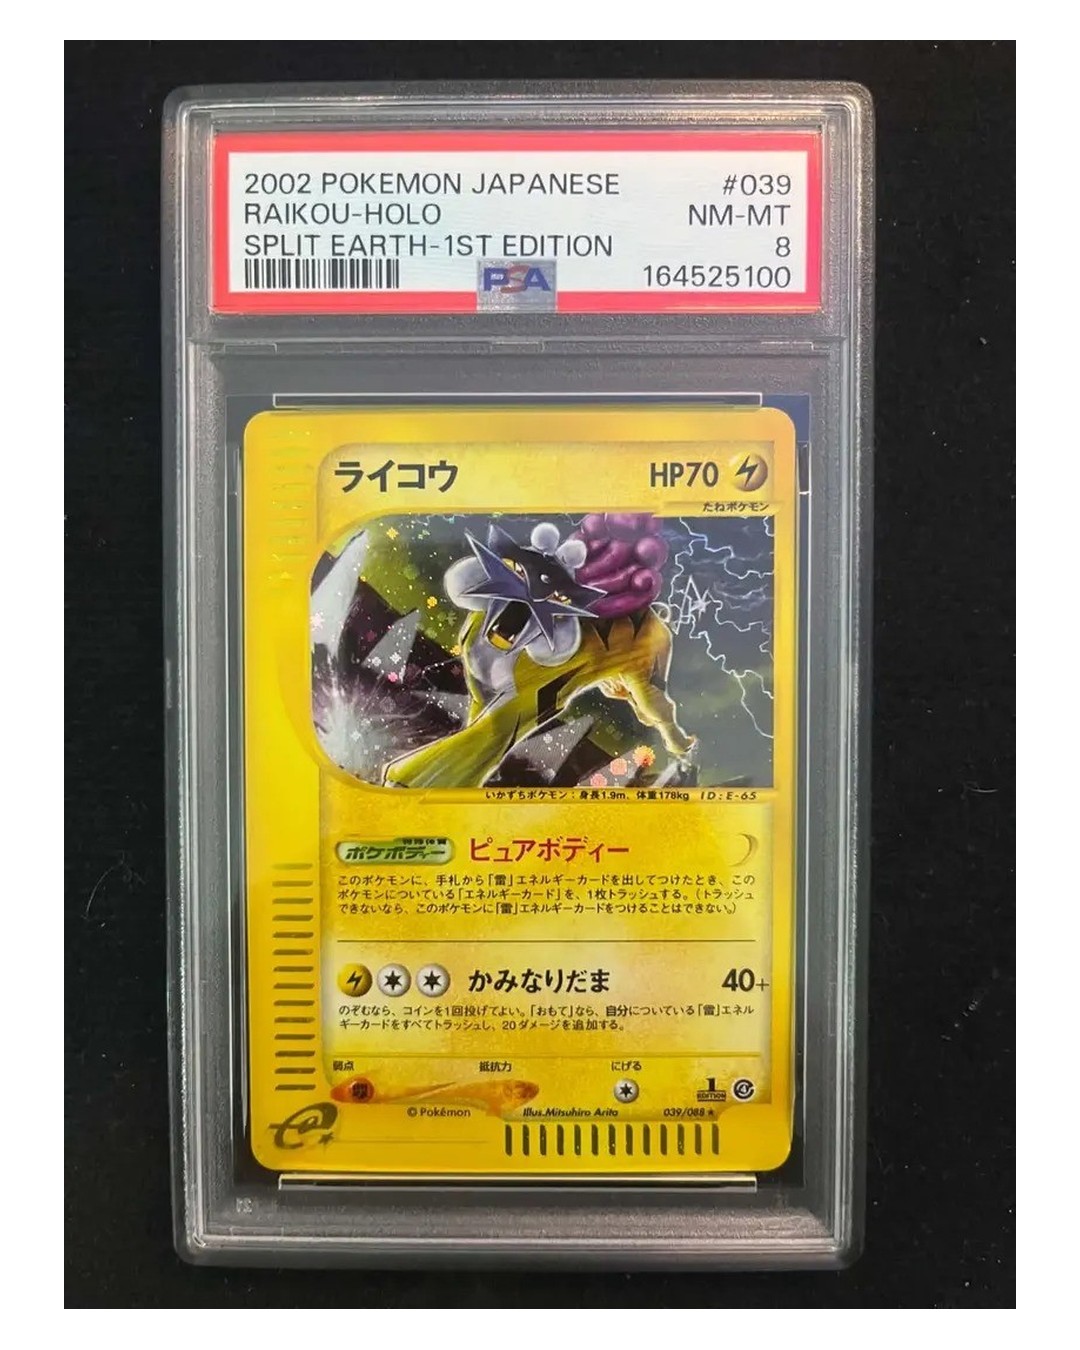 2002 POKEMON JAPANESE #039
RAIKOU-HOLO NM-MT
SPLIT EARTH-1ST EDITION 8
PSA 164525100
ライコウ HP70
たねポケモン
いかずちポケモン:身長1.9m、体重178kg ID:E-65
ポケボディー ピュアボディー
このポケモンに、手札から「雷」エネルギーカードを出してつけたとき、この
ポケモンについている「エネルギーカード」を、1枚トラッシュする。(トラッシュ
できないなら、このポケモンに「雷」エネルギーカードをつけることはできない。)
かみなりだま 40+
のぞむなら、コインを1回投げてよい。「おもて」なら、自分についている「雷」エネル
ギーカードをすべてトラッシュし、20ダメージを追加する。
弱点 抵抗力 にげる
1 EDITION
©Pokémon Illus.Mitsuhiro Arita 039/088★
e